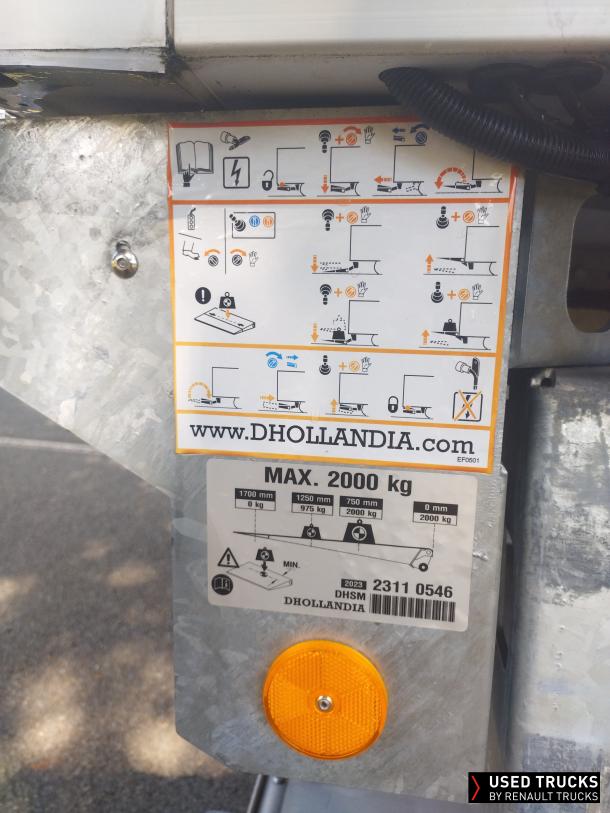 www.DHOLLANDIA.com
EF0501
MAX. 2000 kg
1700 mm
0 kg
1250 mm
975 kg
750 mm
2000 kg
0 mm
2000 kg
MIN.
2023
DHSM
2311 0546
DHOLLANDIA
USED TRUCKS
BY RENAULT TRUCKS